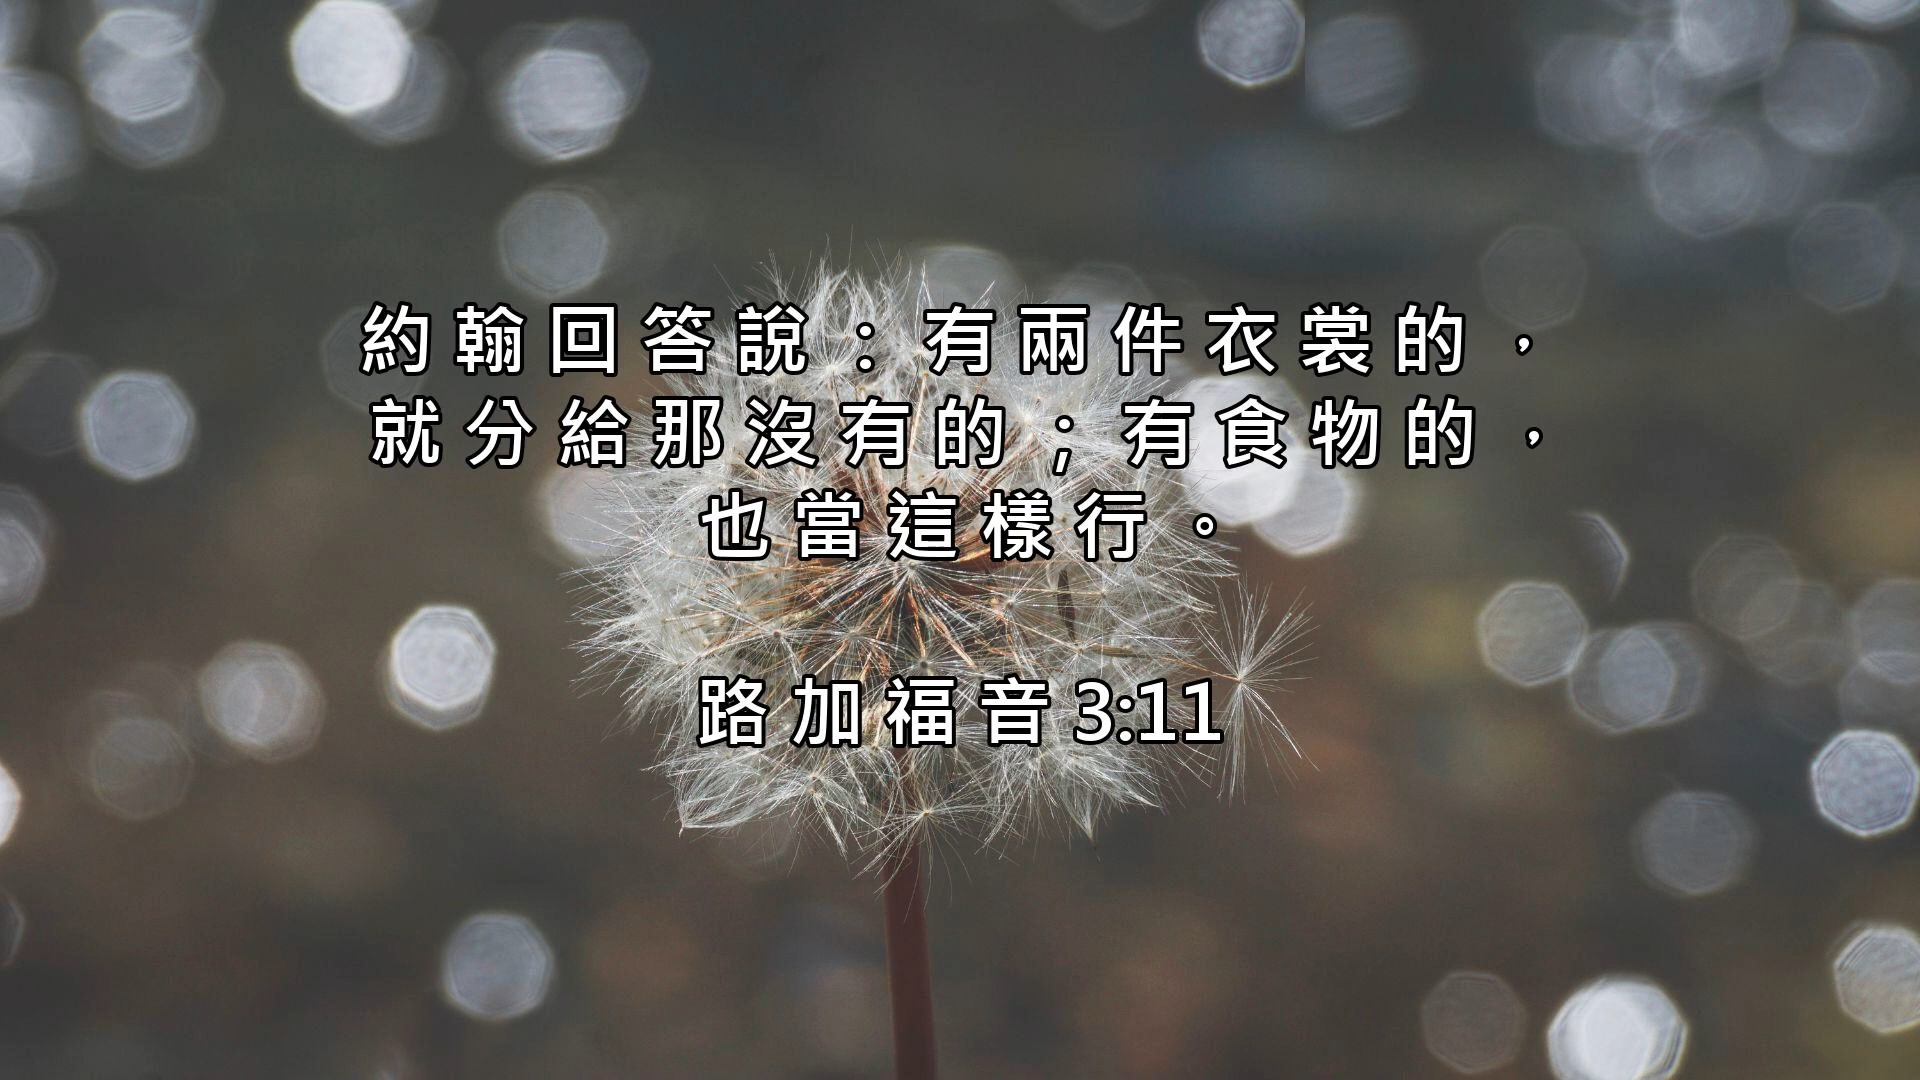 約翰回答說：有兩件衣裳的，
就分給那沒有的；有食物的，
也當這樣行。
路加福音3:11